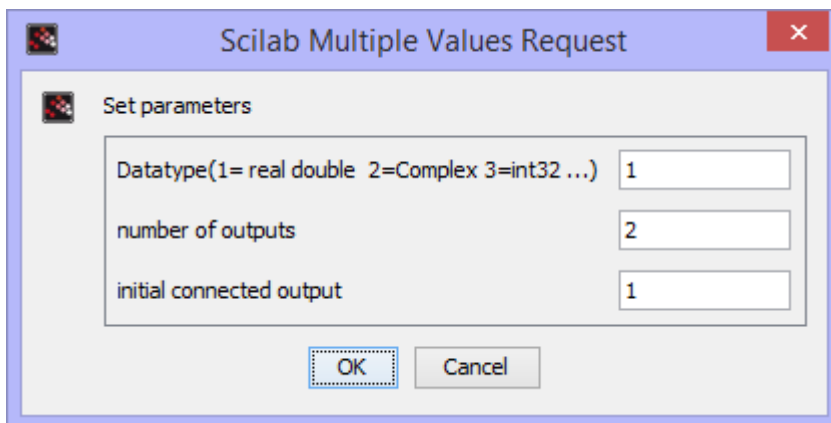 Scilab Multiple Values Request
Set parameters
Datatype(1= real double  2=Complex 3=int32 ...) 1
number of outputs 2
initial connected output 1
OK Cancel